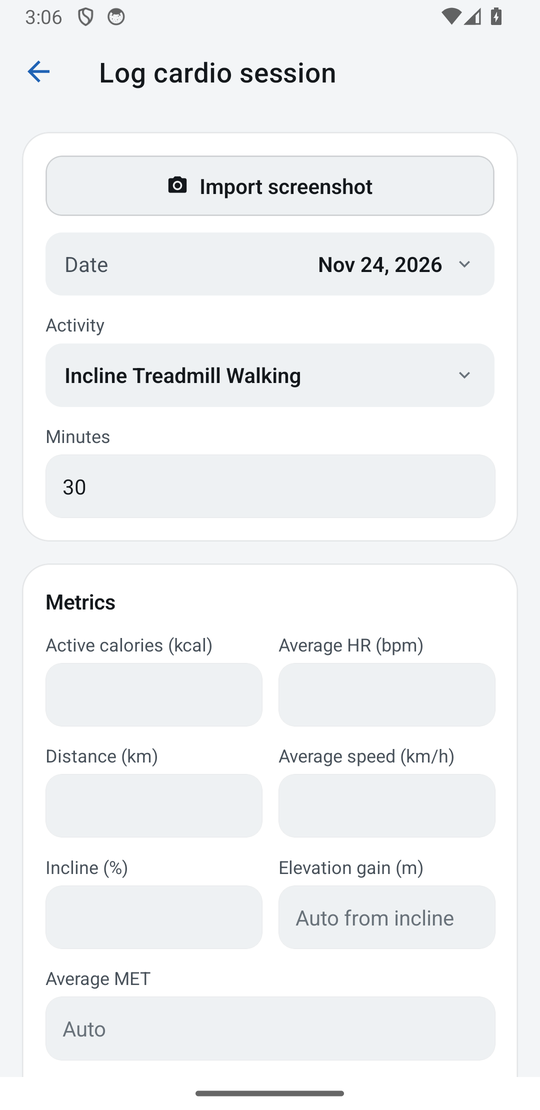 3:06
Log cardio session
Import screenshot
Date Nov 24, 2026
Activity
Incline Treadmill Walking
Minutes
30
Metrics
Active calories (kcal) Average HR (bpm)
Distance (km) Average speed (km/h)
Incline (%) Elevation gain (m)
Auto from incline
Average MET
Auto